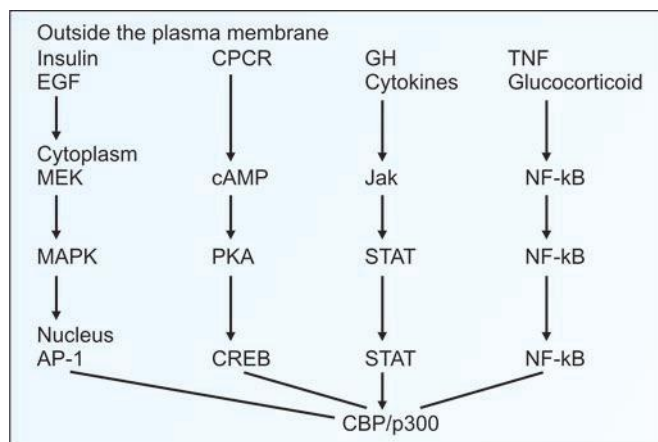 Outside the plasma membrane
Insulin CPCR GH TNF
EGF Cytokines Glucocorticoid
Cytoplasm
MEK cAMP Jak NF-kB
MAPK PKA STAT NF-kB
Nucleus
AP-1 CREB STAT NF-kB
CBP/p300